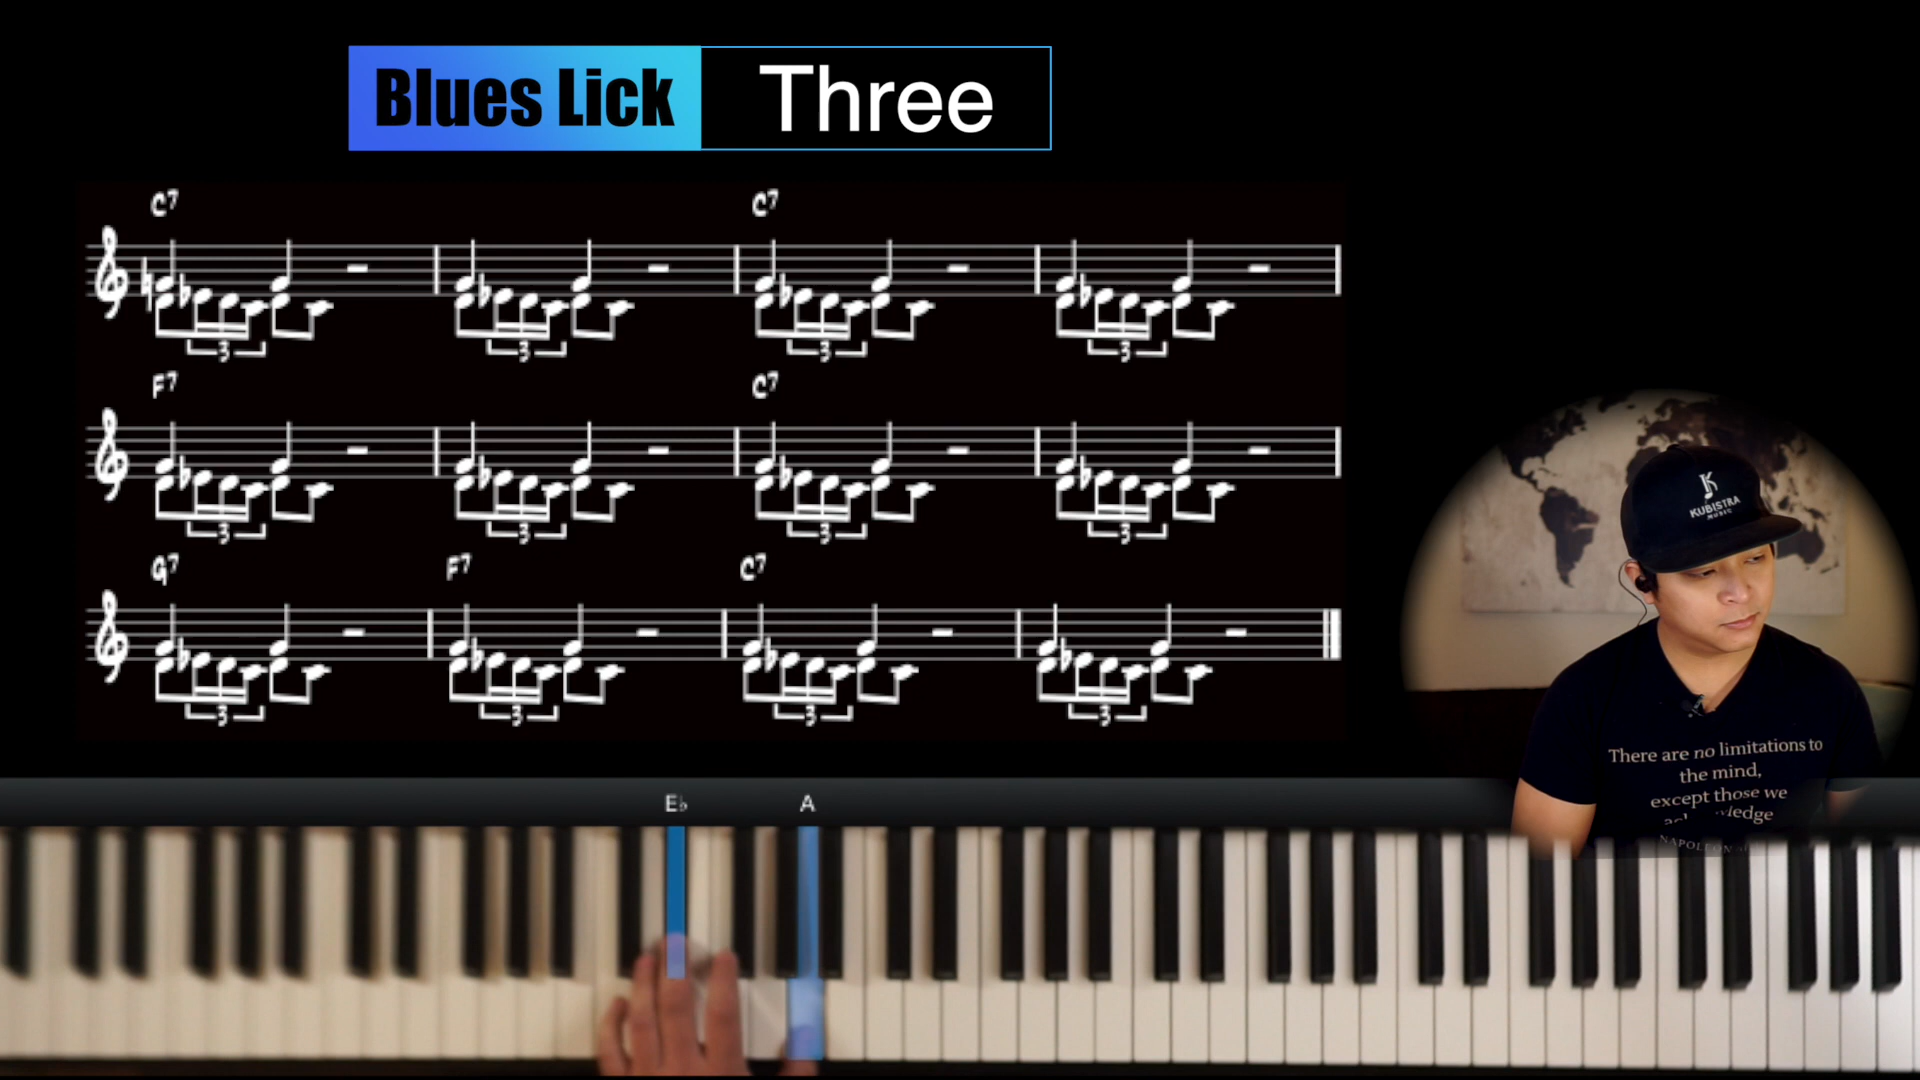 Blues Lick Three
C7 C7
3 3 3 3
F7 C7
3 3 3 3
G7 F7 C7
3 3 3 3
KUBISTRA
MUSIC
There are no limitations to
the mind,
except those we
E♭ A